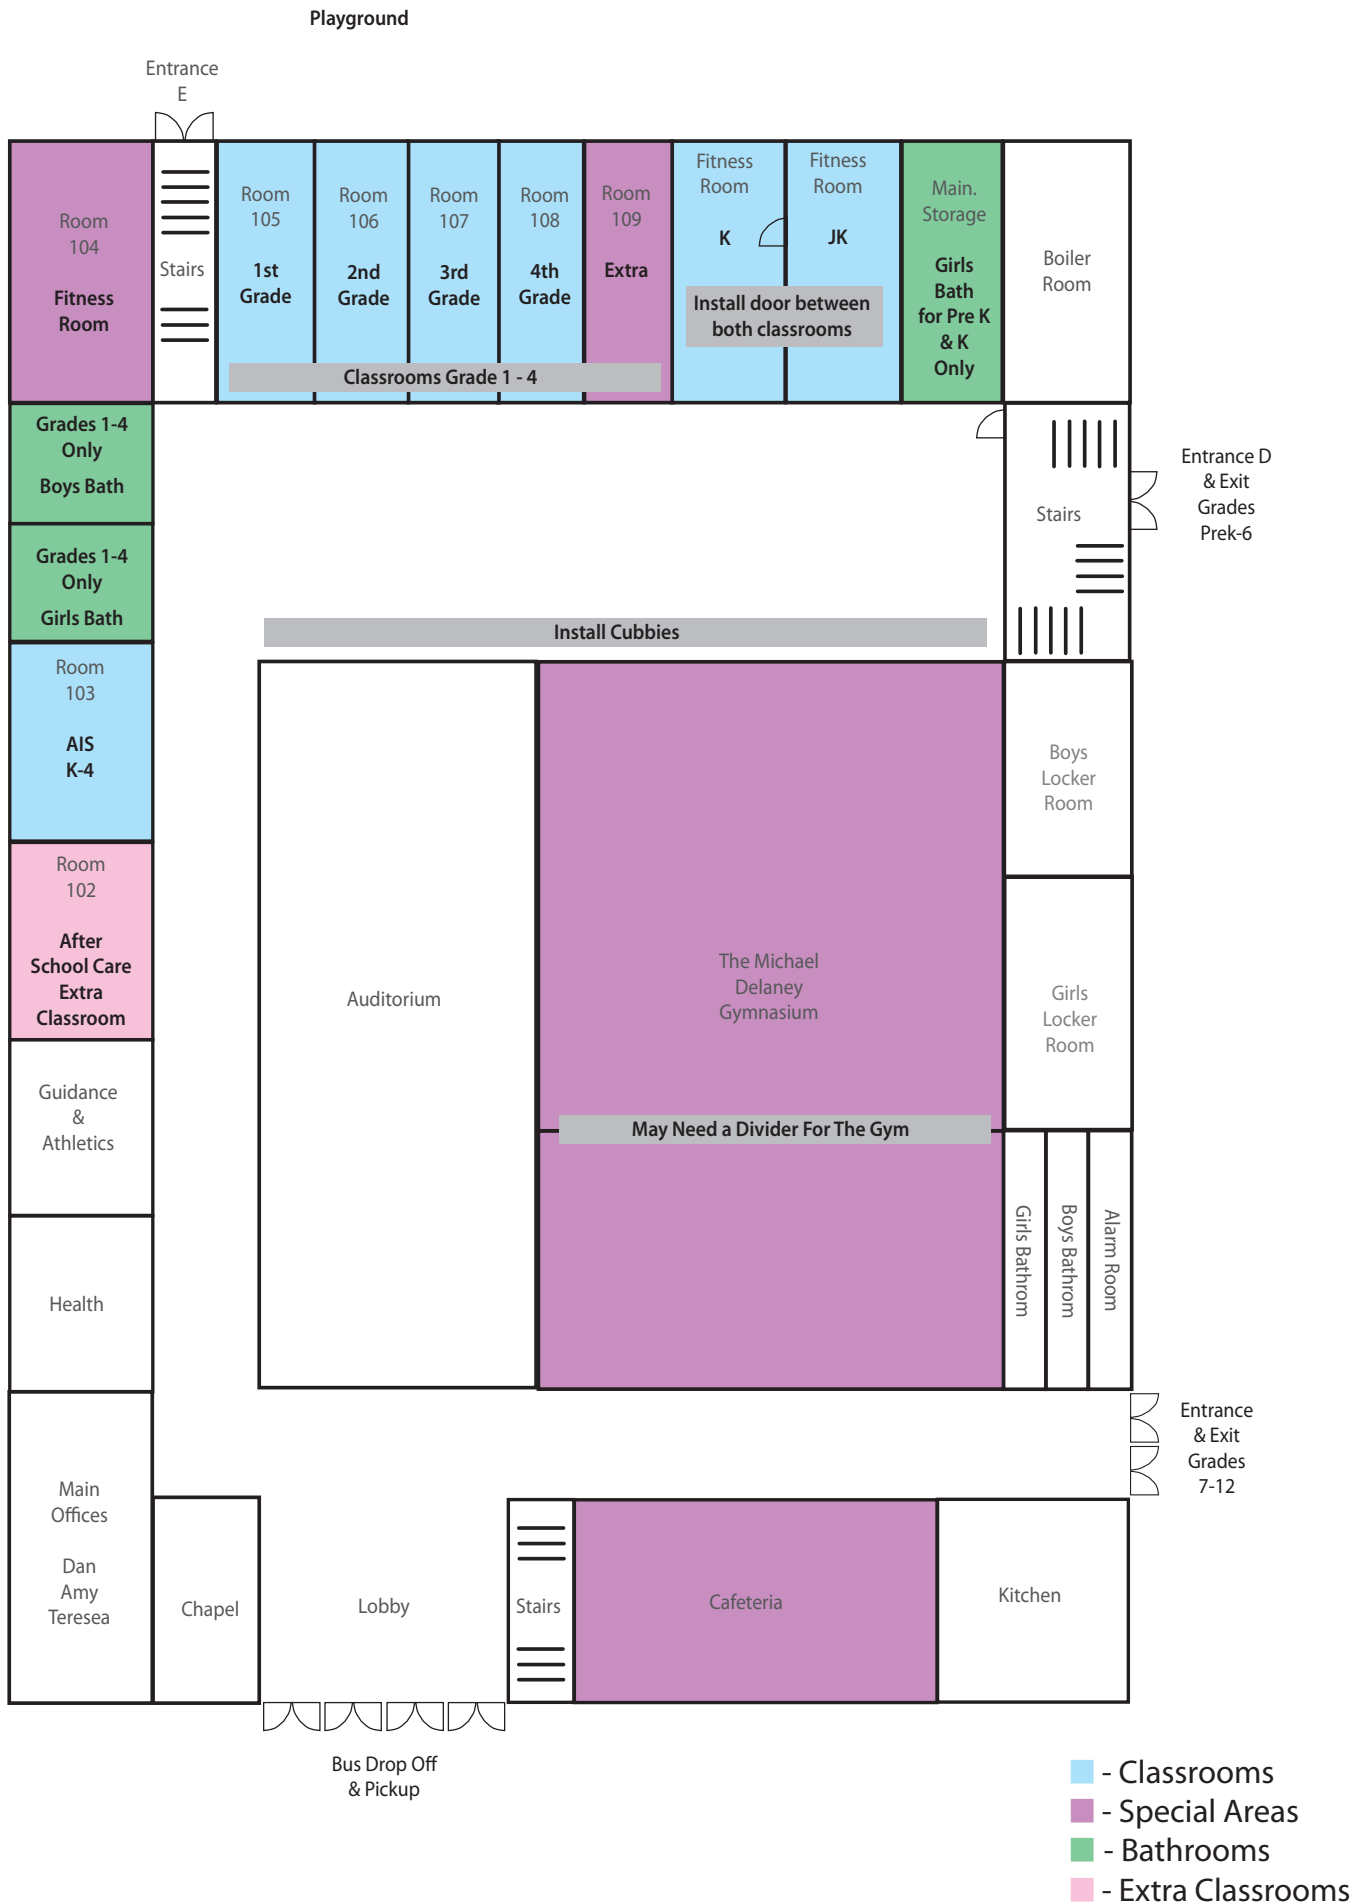 Playground
Entrance
E
Room
104
Fitness
Room
Stairs
Room
105
1st
Grade
Room
106
2nd
Grade
Room
107
3rd
Grade
Room
108
4th
Grade
Room
109
Extra
Classrooms Grade 1 - 4
Fitness
Room
K
Fitness
Room
JK
Install door between
both classrooms
Main.
Storage
Girls
Bath
for Pre K
& K
Only
Boiler
Room
Grades 1-4
Only
Boys Bath
Grades 1-4
Only
Girls Bath
Stairs
Entrance D
& Exit
Grades
Prek-6
Install Cubbies
Room
103
AIS
K-4
Room
102
After
School Care
Extra
Classroom
Auditorium
The Michael
Delaney
Gymnasium
May Need a Divider For The Gym
Boys
Locker
Room
Girls
Locker
Room
Guidance
&
Athletics
Health
Girls Bathrom
Boys Bathrom
Alarm Room
Entrance
& Exit
Grades
7-12
Main
Offices
Dan
Amy
Teresea
Chapel
Lobby
Stairs
Cafeteria
Kitchen
Bus Drop Off
& Pickup
- Classrooms
- Special Areas
- Bathrooms
- Extra Classrooms